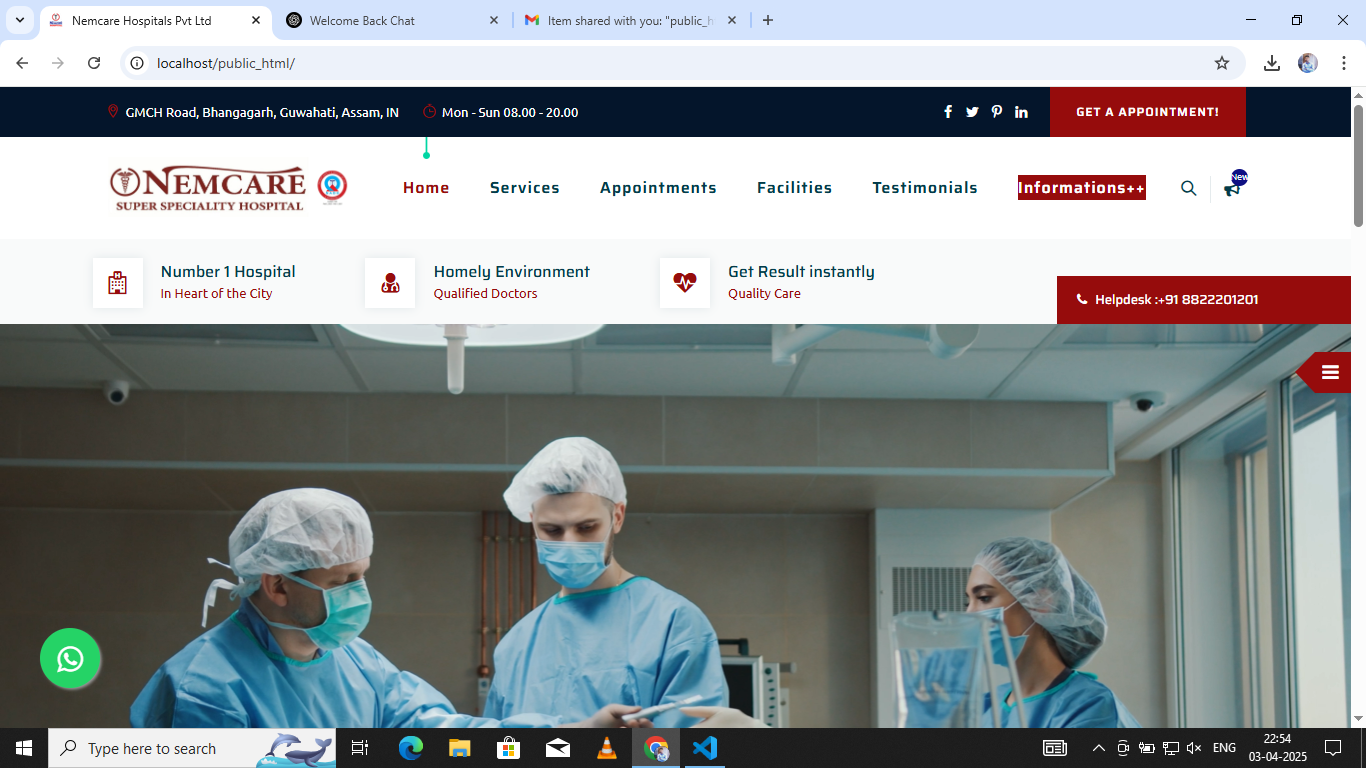 Nemcare Hospitals Pvt Ltd
Welcome Back Chat
Item shared with you: "public_h
localhost/public_html/
GMCH Road, Bhangagarh, Guwahati, Assam, IN
Mon - Sun 08.00 - 20.00
GET A APPOINTMENT!
NEMCARE
SUPER SPECIALITY HOSPITAL
Home
Services
Appointments
Facilities
Testimonials
Informations++
New
Number 1 Hospital
In Heart of the City
Homely Environment
Qualified Doctors
Get Result instantly
Quality Care
Helpdesk :+91 8822201201
Type here to search
ENG
22:54
03-04-2025